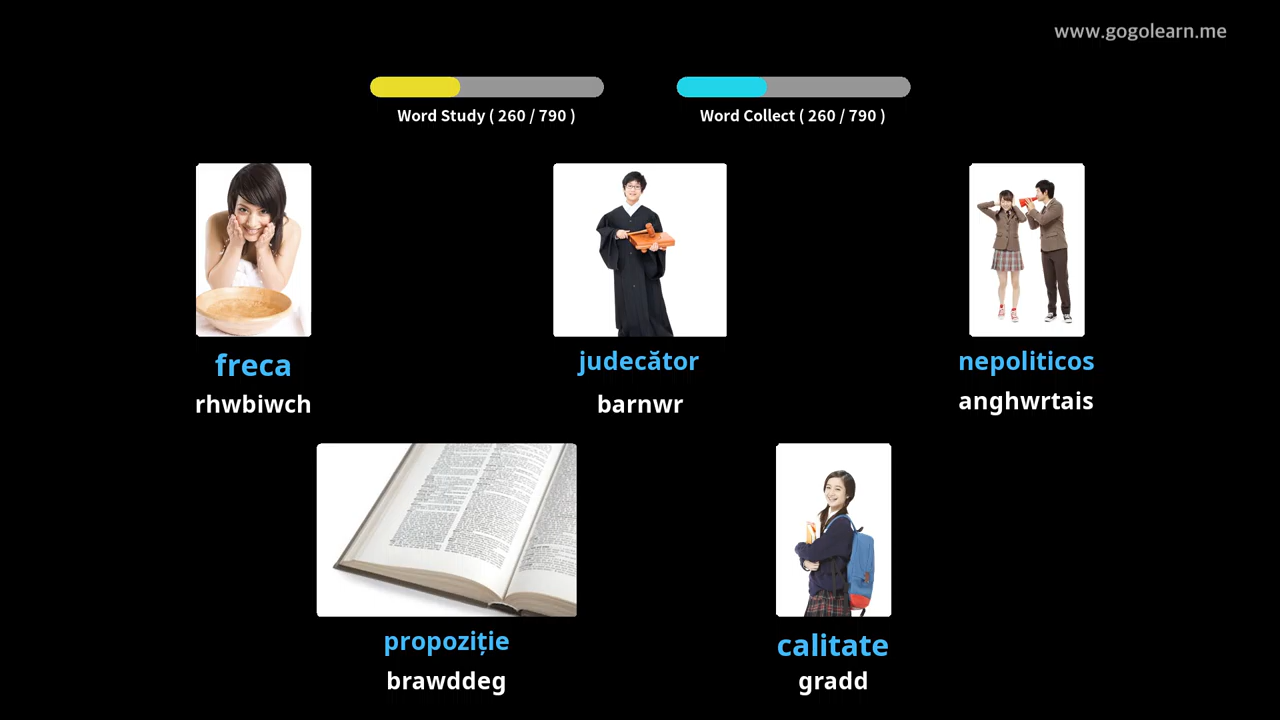 www.gogolearn.me
Word Study ( 260 / 790 )
Word Collect ( 260 / 790 )
freca
judecător
nepoliticos
rhwbiwch
barnwr
anghwrtais
propoziție
calitate
brawddeg
gradd